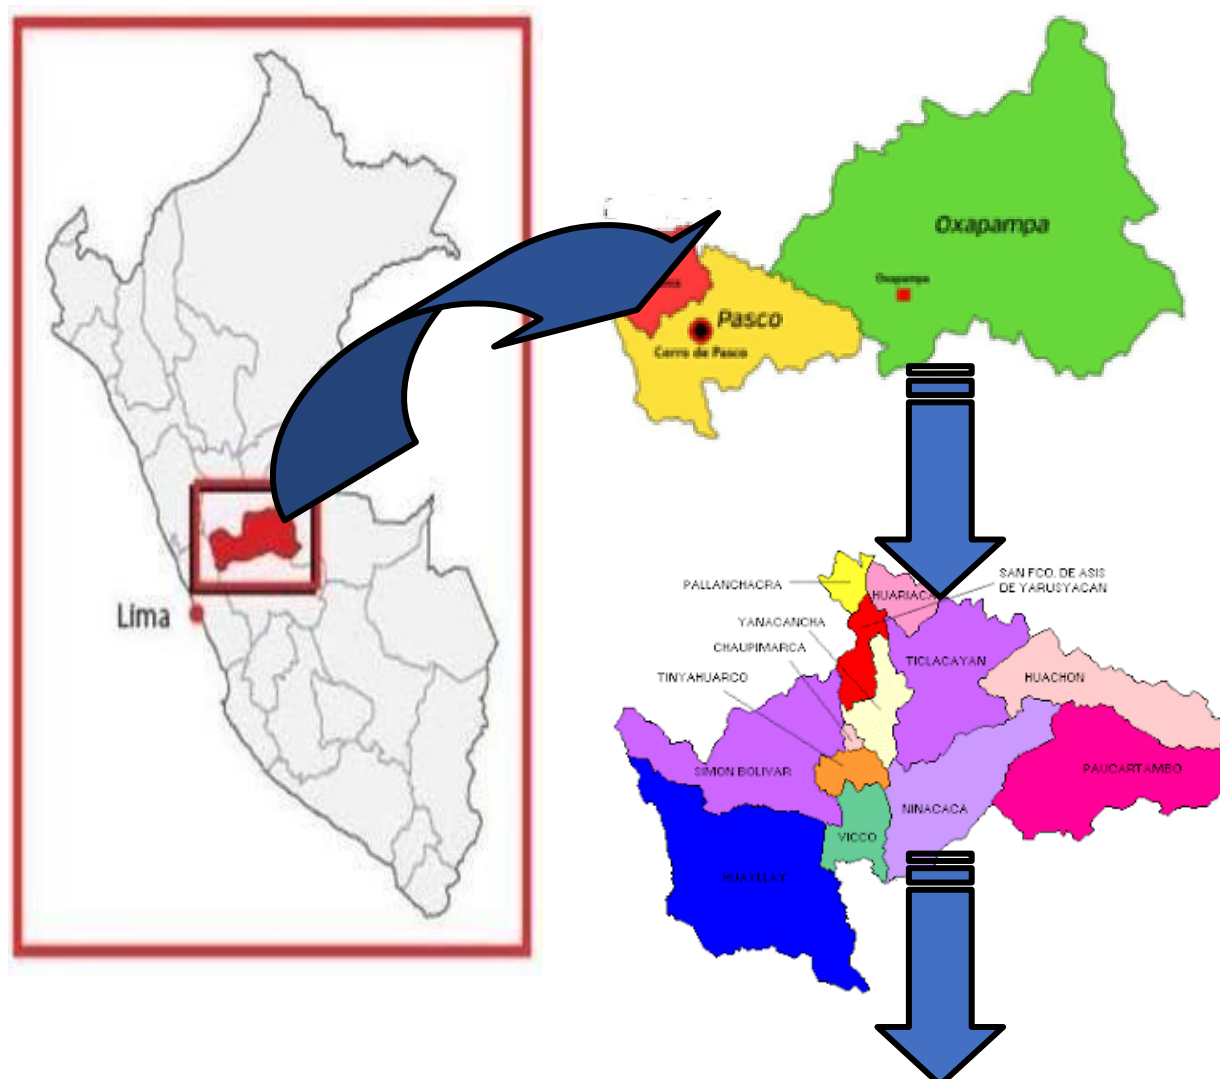 Lima
Oxapampa
Oxapampa
Pasco
Cerro de Pasco
PALLANCHACRA
HUARIACA
SAN FCO. DE ASIS
DE YARUSYACAN
YANACANCHA
CHAUPIMARCA
TINYAHUARCO
TICLACAYAN
HUACHON
SIMON BOLIVAR
PAUCARTAMBO
NINACACA
VICCO
HUAYLLAY